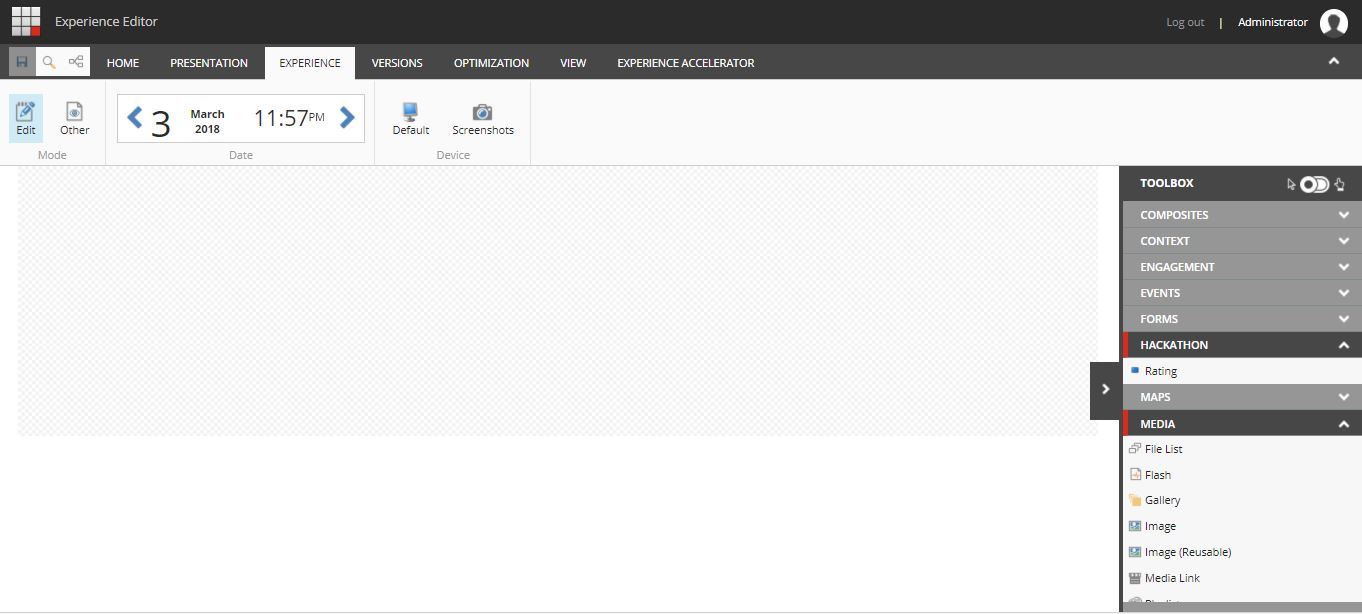 Experience Editor
Log out | Administrator
HOME PRESENTATION EXPERIENCE VERSIONS OPTIMIZATION VIEW EXPERIENCE ACCELERATOR
Edit Other
Mode
3 March 2018 11:57PM
Date
Default Screenshots
Device
TOOLBOX
COMPOSITES
CONTEXT
ENGAGEMENT
EVENTS
FORMS
HACKATHON
Rating
MAPS
MEDIA
File List
Flash
Gallery
Image
Image (Reusable)
Media Link